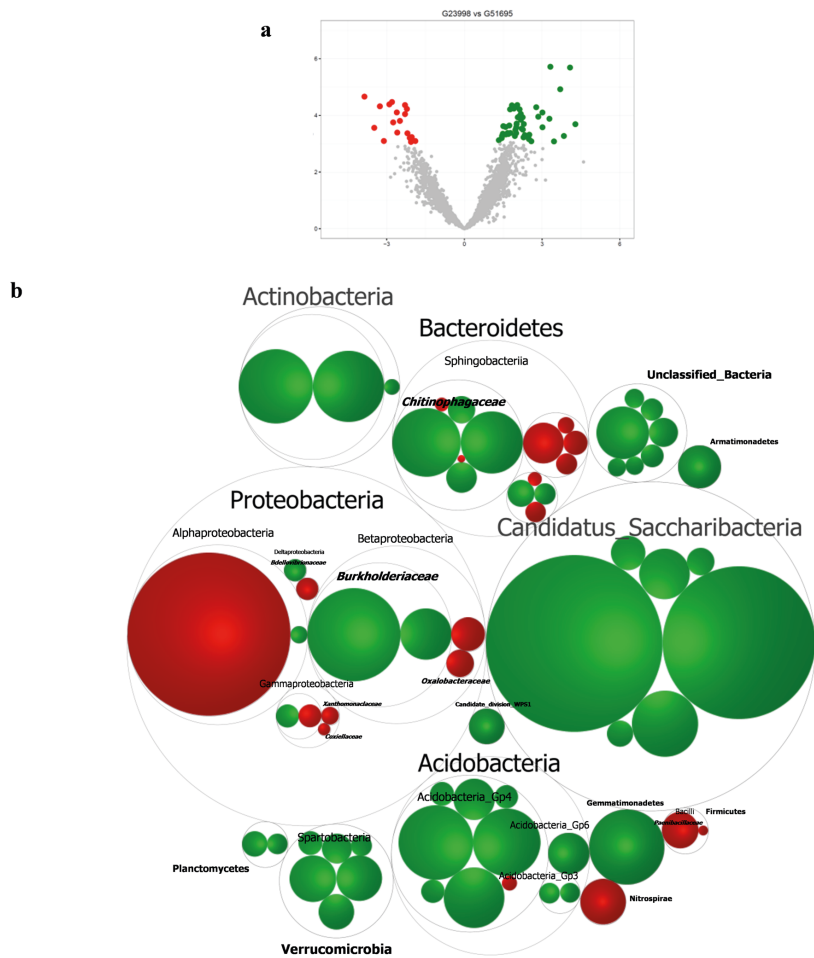 a
G23998 vs G51695
6
4
2
0
-3
0
3
6
b
Actinobacteria
Bacteroidetes
Sphingobacteriia
Unclassified_Bacteria
Chitinophagaceae
Armatimonadetes
Proteobacteria
Candidatus_Saccharibacteria
Alphaproteobacteria
Betaproteobacteria
Deltaproteobacteria
Burkholderiaceae
Oxalobacteraceae
Gammaproteobacteria
Xanthomonaclaceae
Candidate_division_WPS1
Coxiellaceae
Acidobacteria
Acidobacteria_Gp4
Gemmatimonadetes
Bacilli
Firmicutes
Paenibacillaceae
Acidobacteria_Gp6
Spartobacteria
Planctomycetes
Acidobacteria_Gp3
Nitrospirae
Verrucomicrobia